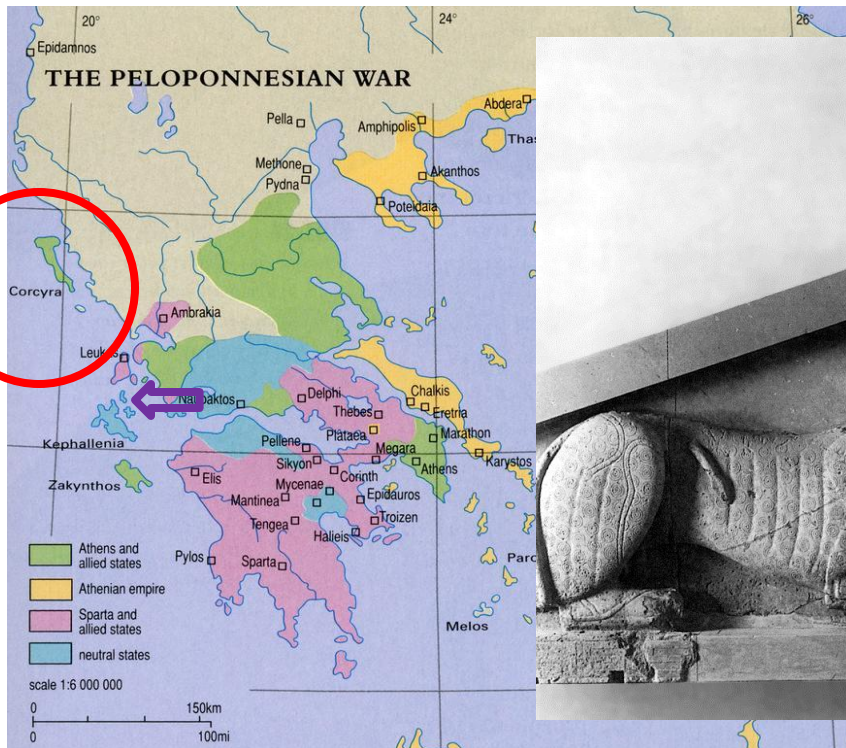 20°
24°
26°
Epidamnos
THE PELOPONNESIAN WAR
Abdera
Pella
Amphipolis
Thas
Methone
Akanthos
Pydna
Poteidaia
Corcyra
Ambrakia
Leukas
Naupaktos
Delphi
Chalkis
Thebes
Eretria
Plataea
Marathon
Kephallenia
Pellene
Megara
Sikyon
Athens
Karystos
Elis
Corinth
Zakynthos
Mycenae
Mantinea
Epidauros
Tengea
Troizen
Halieis
Pylos
Sparta
Paro
Melos
Athens and
allied states
Athenian empire
Sparta and
allied states
neutral states
scale 1:6 000 000
0
150km
0
100mi